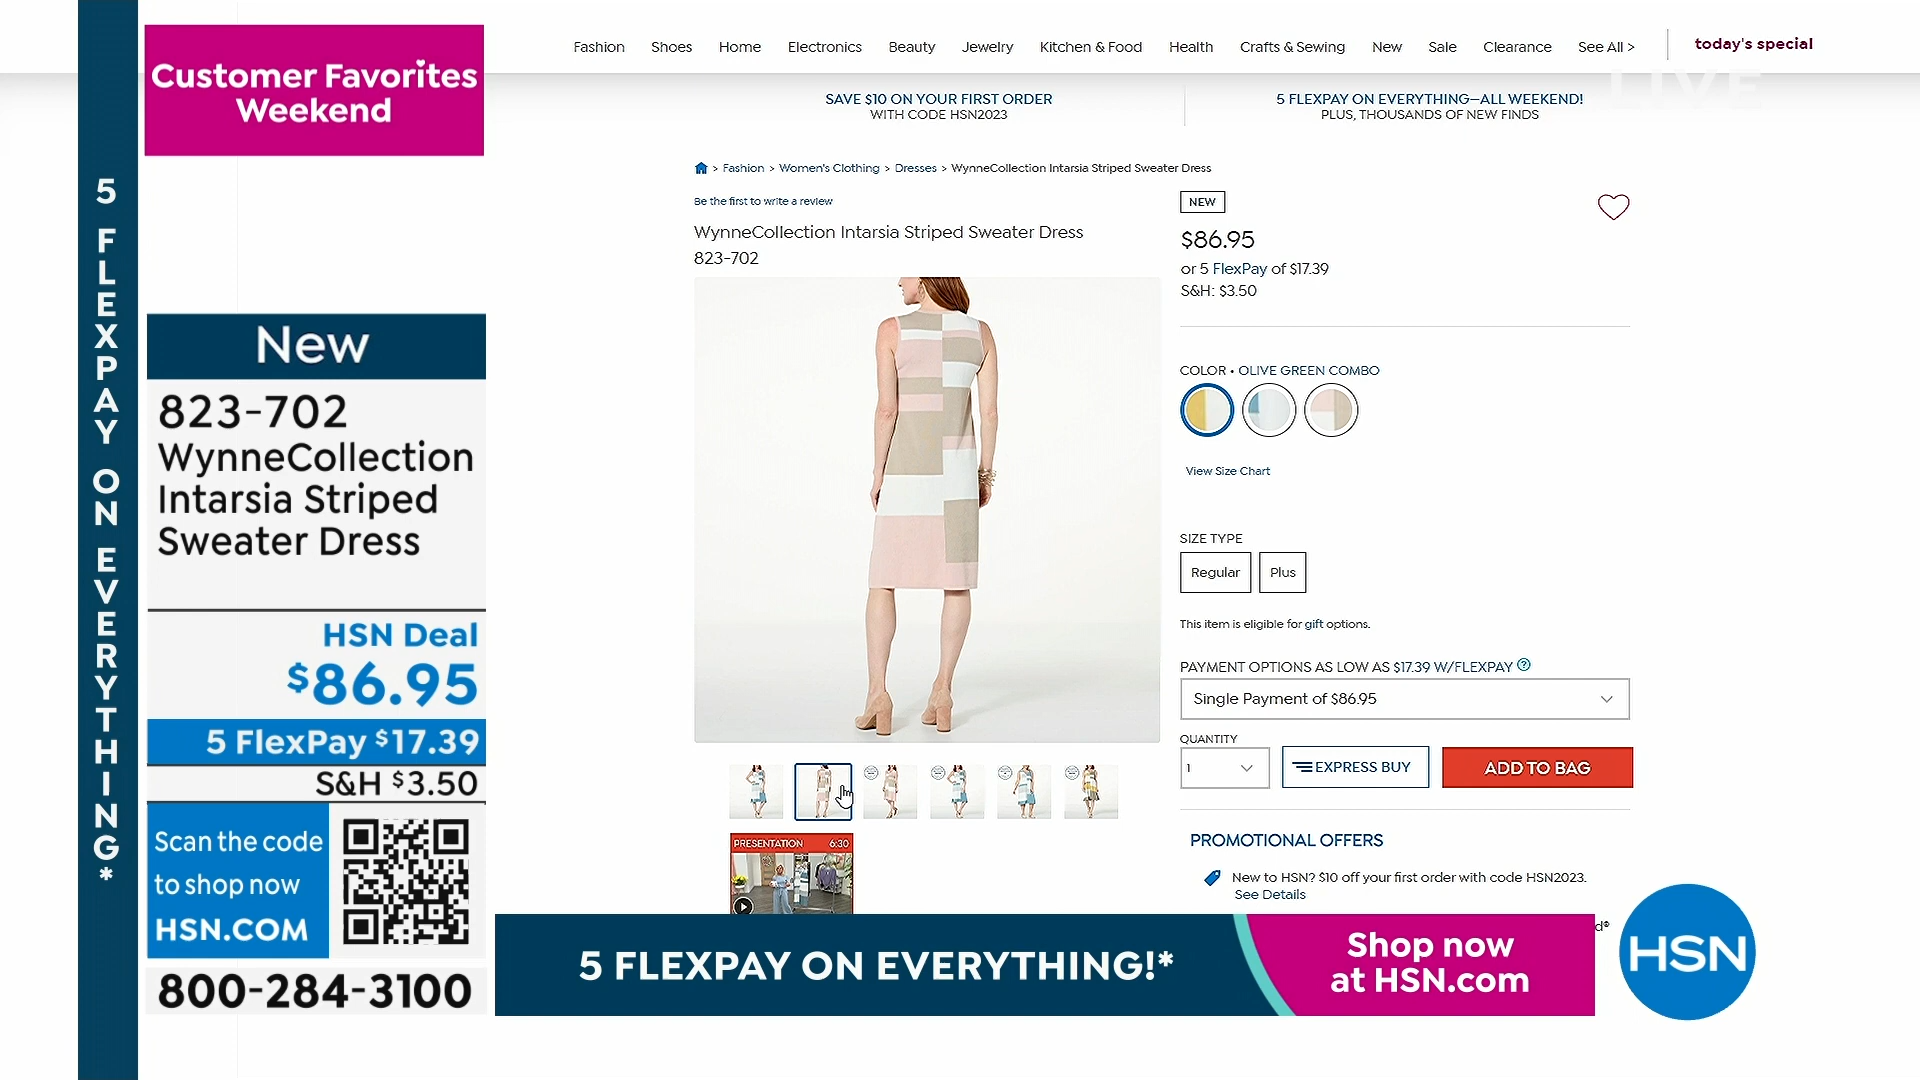 5 FLEXPAY ON EVERYTHING*
Customer Favorites
Weekend
Fashion Shoes Home Electronics Beauty Jewelry Kitchen & Food Health Crafts & Sewing New Sale Clearance See All > today's special
LIVE
SAVE $10 ON YOUR FIRST ORDER
WITH CODE HSN2023
5 FLEXPAY ON EVERYTHING—ALL WEEKEND!
PLUS, THOUSANDS OF NEW FINDS
> Fashion > Women's Clothing > Dresses > WynneCollection Intarsia Striped Sweater Dress
Be the first to write a review
WynneCollection Intarsia Striped Sweater Dress
823-702
NEW
$86.95
or 5 FlexPay of $17.39
S&H: $3.50
COLOR • OLIVE GREEN COMBO
View Size Chart
SIZE TYPE
Regular Plus
This item is eligible for gift options.
PAYMENT OPTIONS AS LOW AS $17.39 W/FLEXPAY ?
Single Payment of $86.95
QUANTITY
1
EXPRESS BUY
ADD TO BAG
PROMOTIONAL OFFERS
New to HSN? $10 off your first order with code HSN2023.
See Details
d®
PRESENTATION 6:30
New
823-702
WynneCollection
Intarsia Striped
Sweater Dress
HSN Deal
$86.95
5 FlexPay $17.39
S&H $3.50
Scan the code
to shop now
HSN.COM
800-284-3100
5 FLEXPAY ON EVERYTHING!*
Shop now
at HSN.com
HSN